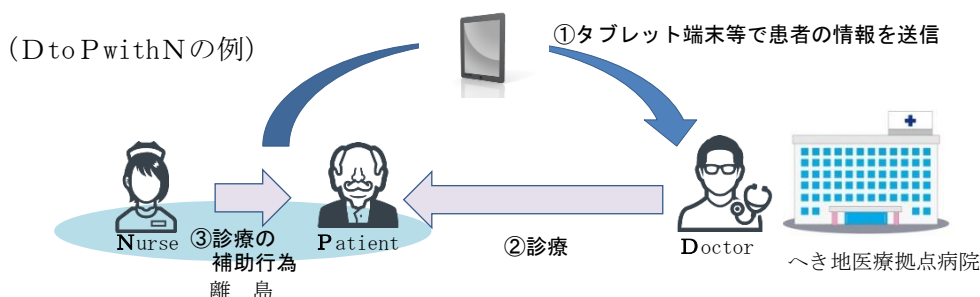 (DtoPwithNの例)
①タブレット端末等で患者の情報を送信
Nurse
Patient
Doctor
③診療の
補助行為
②診療
離 島
へき地医療拠点病院